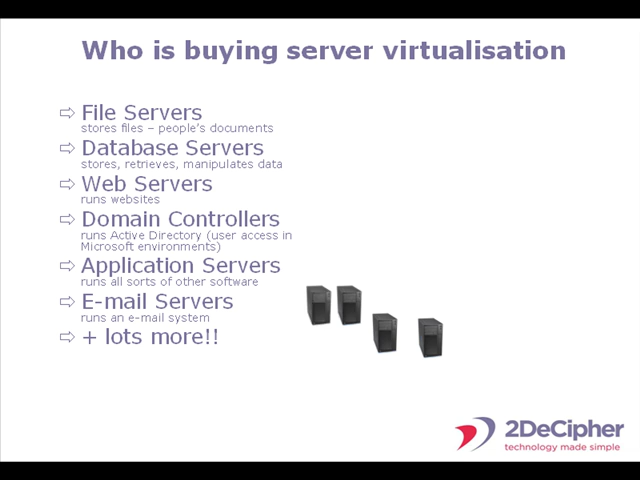 Who is buying server virtualisation
⇨ File Servers
stores files – people's documents
⇨ Database Servers
stores, retrieves, manipulates data
⇨ Web Servers
runs websites
⇨ Domain Controllers
runs Active Directory (user access in
Microsoft environments)
⇨ Application Servers
runs all sorts of other software
⇨ E-mail Servers
runs an e-mail system
⇨ + lots more!!
2DeCipher
technology made simple